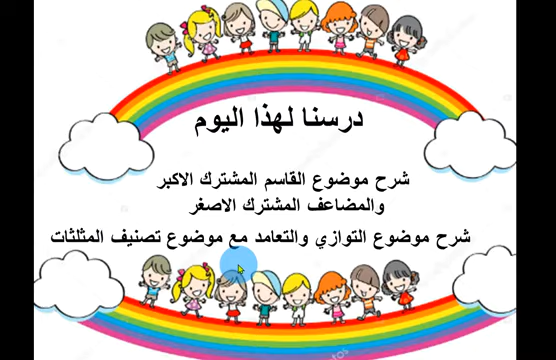 درسنا لهذا اليوم
شرح موضوع القاسم المشترك الاكبر
والمضاعف المشترك الاصغر
شرح موضوع التوازي والتعامد مع موضوع تصنيف المثلثات